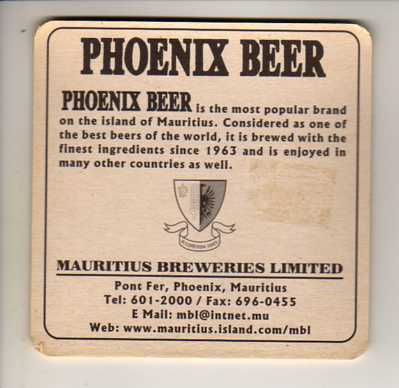 PHOENIX BEER
PHOENIX BEER is the most popular brand
on the island of Mauritius. Considered as one of
the best beers of the world, it is brewed with the
finest ingredients since 1963 and is enjoyed in
many other countries as well.
MAURITIUS BREWERIES LIMITED
Pont Fer, Phoenix, Mauritius
Tel: 601-2000 / Fax: 696-0455
E Mail: mbl@intnet.mu
Web: www.mauritius.island.com/mbl